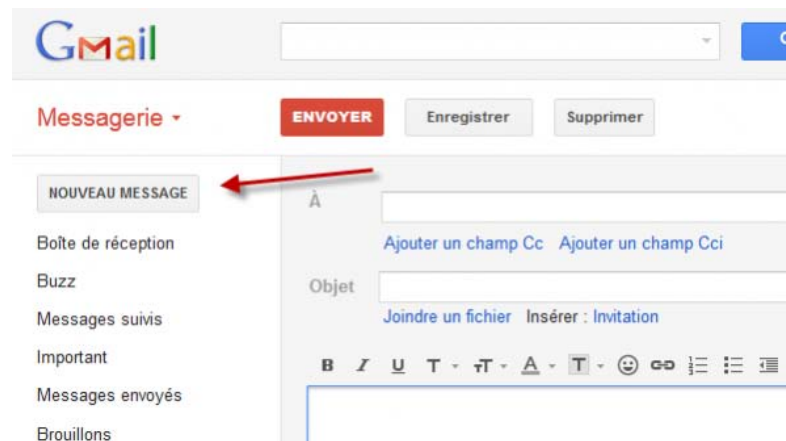 Gmail
Messagerie
ENVOYER Enregistrer Supprimer
NOUVEAU MESSAGE
À
Ajouter un champ Cc Ajouter un champ Cci
Boîte de réception
Buzz
Objet
Joindre un fichier Insérer : Invitation
Messages suivis
Important
B I U T T A T
Messages envoyés
Brouillons